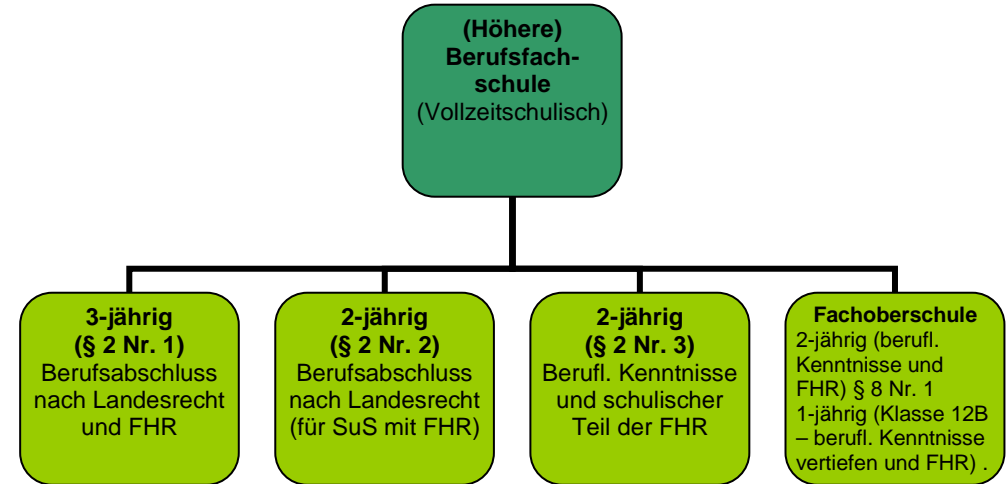 (Höhere)
Berufsfach-
schule
(Vollzeitschulisch)
3-jährig
(§ 2 Nr. 1)
Berufsabschluss
nach Landesrecht
und FHR
2-jährig
(§ 2 Nr. 2)
Berufsabschluss
nach Landesrecht
(für SuS mit FHR)
2-jährig
(§ 2 Nr. 3)
Berufl. Kenntnisse
und schulischer
Teil der FHR
Fachoberschule
2-jährig (berufl.
Kenntnisse und
FHR) § 8 Nr. 1
1-jährig (Klasse 12B
– berufl. Kenntnisse
vertiefen und FHR) .